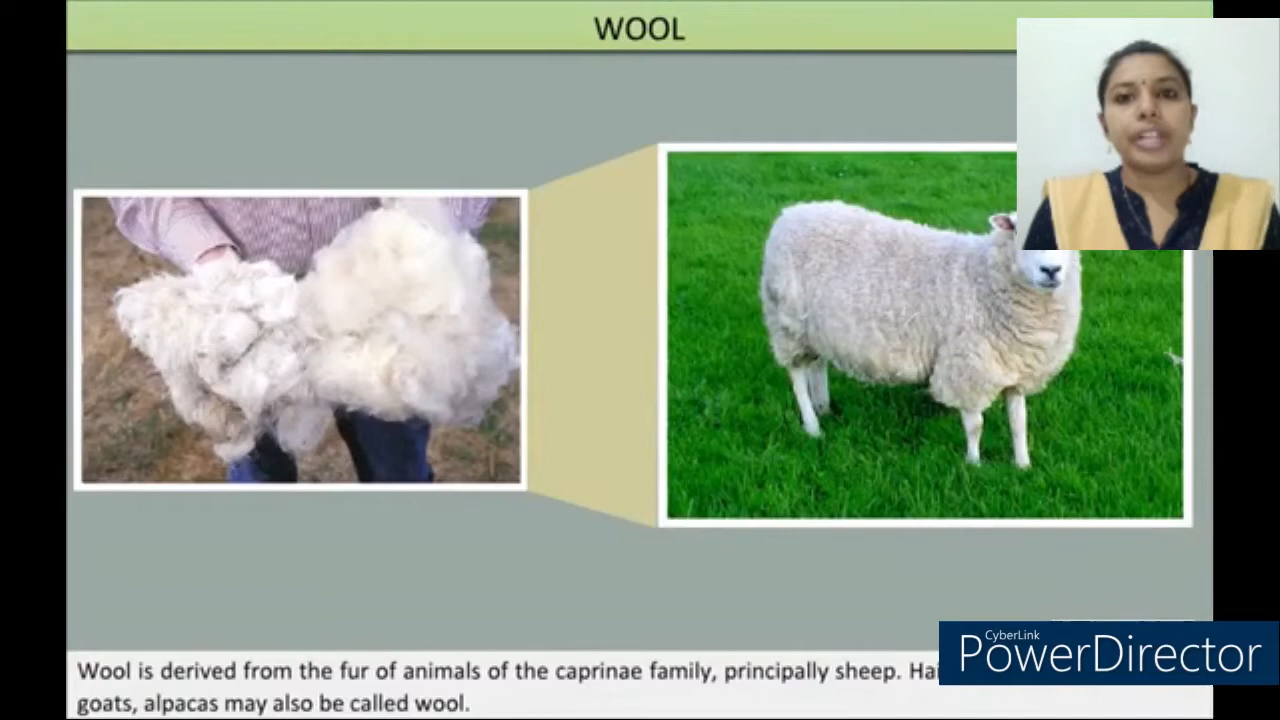 WOOL
Wool is derived from the fur of animals of the caprinae family, principally sheep.
goats, alpacas may also be called wool.
CyberLink
PowerDirector